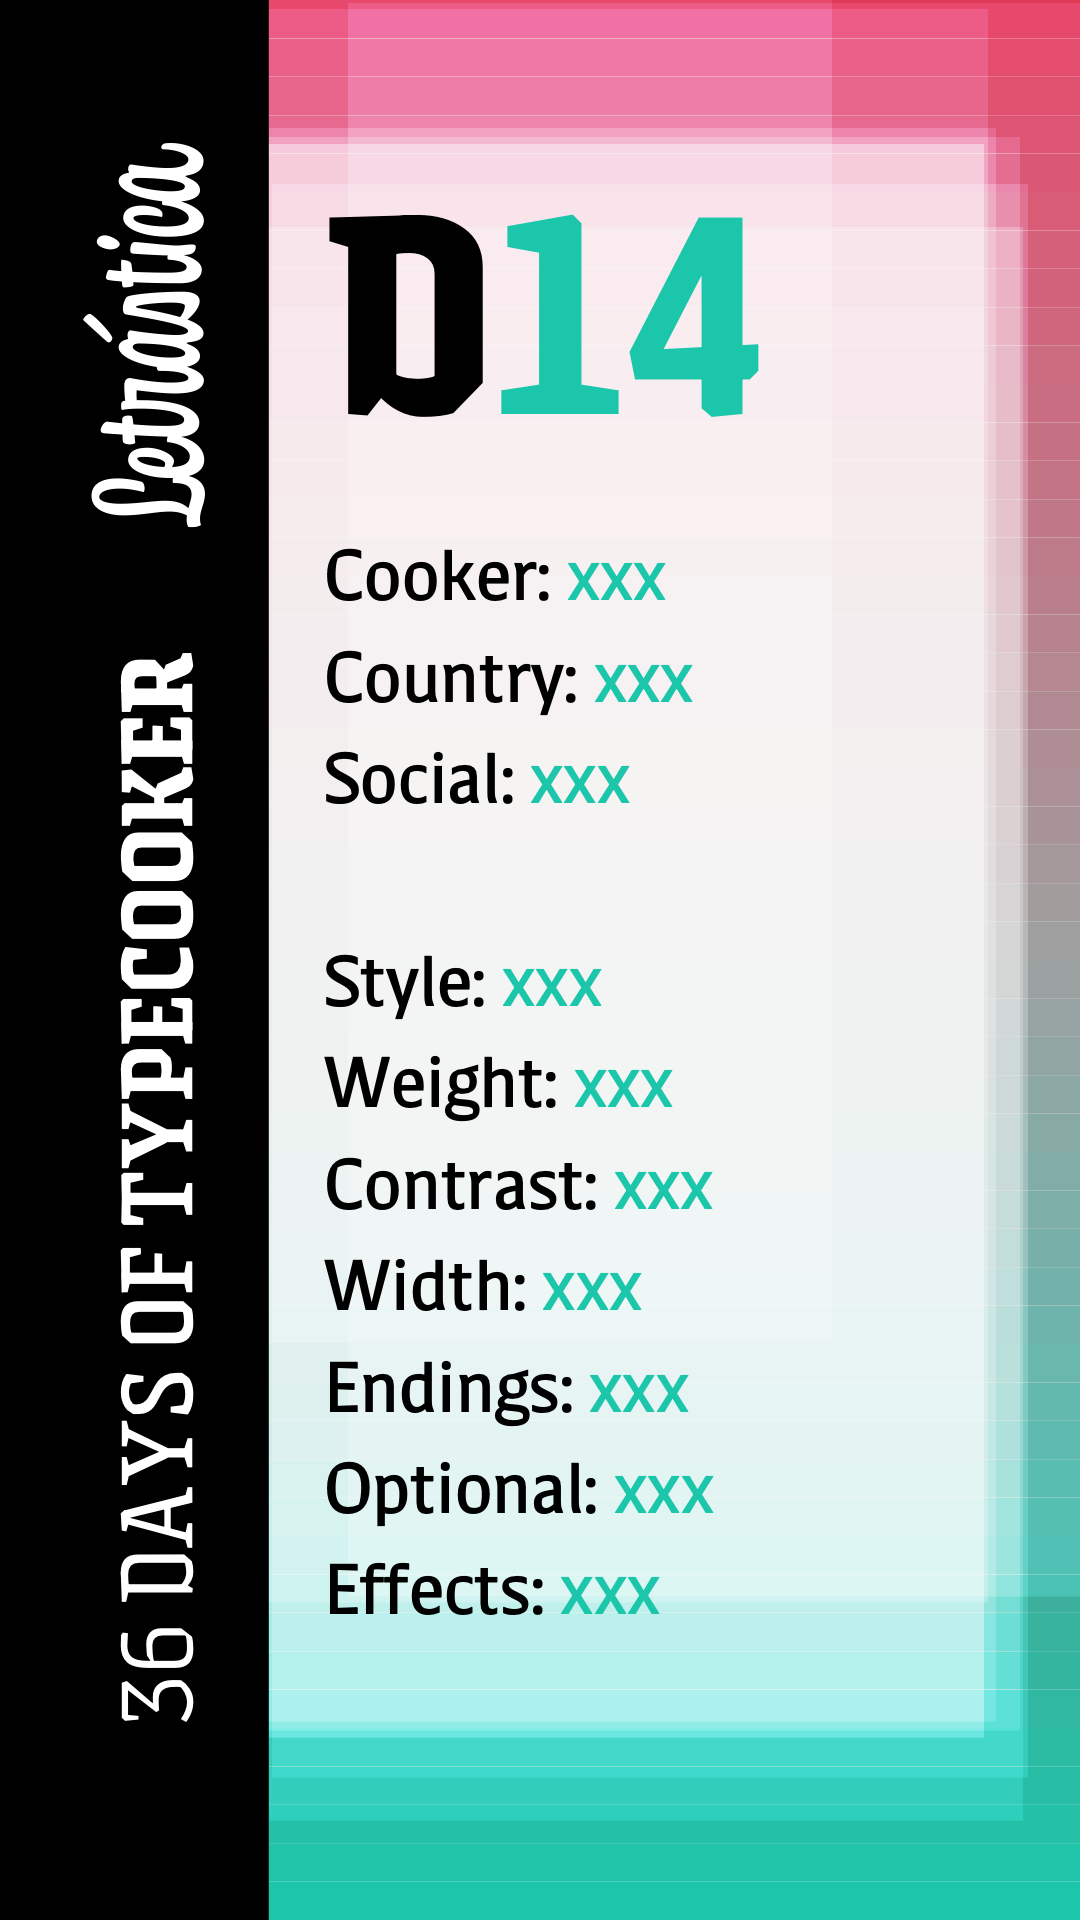 Letrástica
36 DAYS OF TYPECOOKER
D14
Cooker: xxx
Country: xxx
Social: xxx
Style: xxx
Weight: xxx
Contrast: xxx
Width: xxx
Endings: xxx
Optional: xxx
Effects: xxx